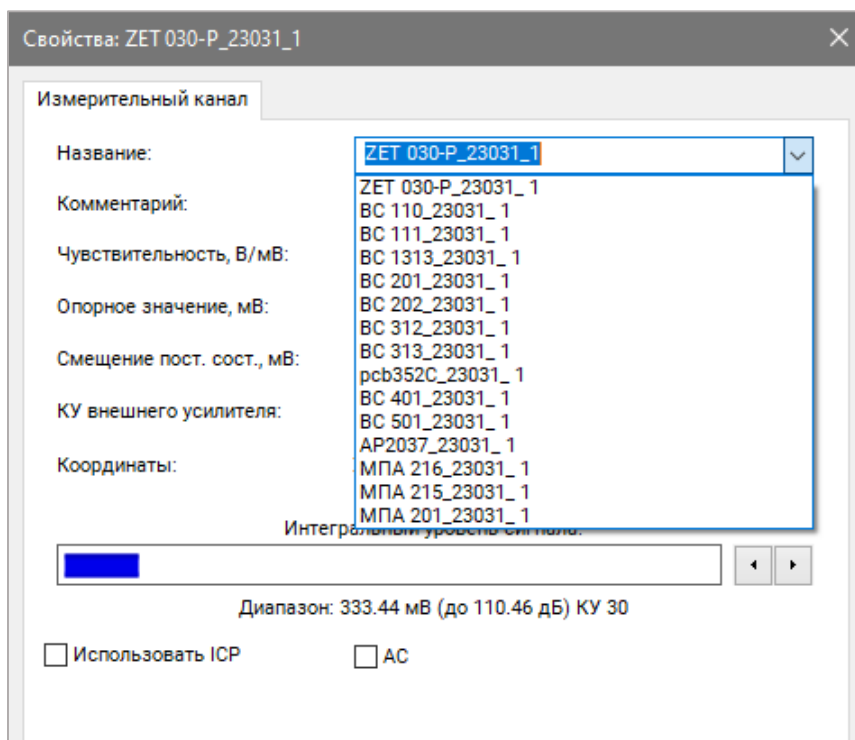 Свойства: ZET 030-P_23031_1
Измерительный канал
Название:
ZET 030-P_23031_1
ZET 030-P_23031_ 1
Комментарий:
BC 110_23031_ 1
BC 111_23031_ 1
Чувствительность, В/мВ:
BC 1313_23031_ 1
BC 201_23031_ 1
Опорное значение, мВ:
BC 202_23031_ 1
BC 312_23031_ 1
Смещение пост. сост., мВ:
BC 313_23031_ 1
pcb352C_23031_ 1
КУ внешнего усилителя:
BC 401_23031_ 1
BC 501_23031_ 1
AP2037_23031_ 1
Координаты:
МПА 216_23031_ 1
МПА 215_23031_ 1
МПА 201_23031_ 1
Интегральный уровень сигнала:
Диапазон: 333.44 мВ (до 110.46 дБ) КУ 30
Использовать ICP
AC